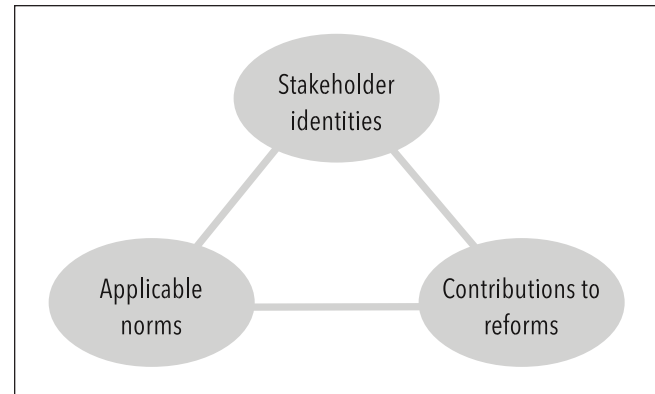 Stakeholder
identities
Applicable
norms
Contributions to
reforms